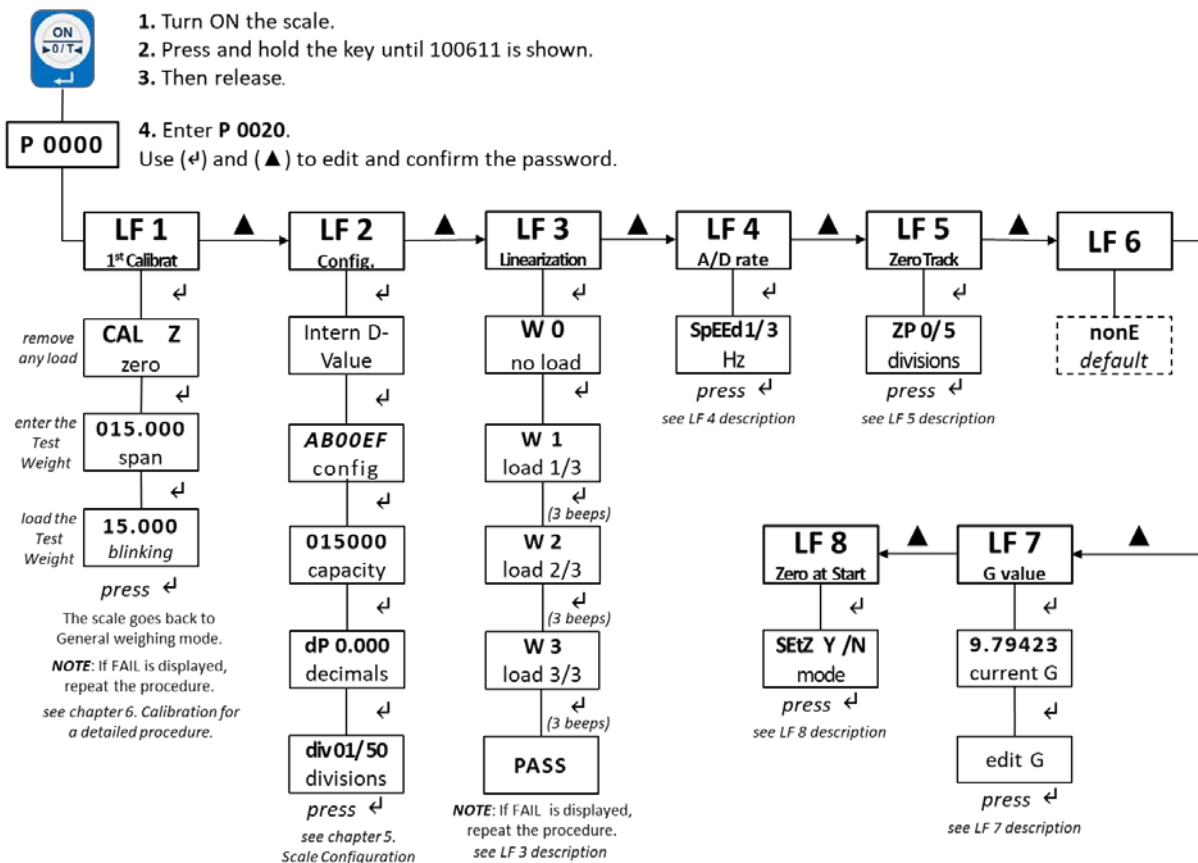 ON
►0/T◄
↵
1. Turn ON the scale.
2. Press and hold the key until 100611 is shown.
3. Then release.
P 0000
4. Enter P 0020.
Use (↵) and (▲) to edit and confirm the password.
LF 1
1st Calibrat
▲
LF 2
Config.
▲
LF 3
Linearization
▲
LF 4
A/D rate
▲
LF 5
Zero Track
▲
LF 6
↵
remove
any load
CAL Z
zero
↵
enter the
Test
Weight
015.000
span
↵
load the
Test
Weight
15.000
blinking
press ↵
The scale goes back to
General weighing mode.
NOTE: If FAIL is displayed,
repeat the procedure.
see chapter 6. Calibration for
a detailed procedure.
↵
Intern D-
Value
↵
AB00EF
config
↵
015000
capacity
↵
dP 0.000
decimals
↵
div 01/50
divisions
press ↵
see chapter 5.
Scale Configuration
↵
W 0
no load
↵
W 1
load 1/3
↵
(3 beeps)
W 2
load 2/3
↵
(3 beeps)
W 3
load 3/3
↵
(3 beeps)
PASS
NOTE: If FAIL is displayed,
repeat the procedure.
see LF 3 description
↵
SpEEd 1/3
Hz
press ↵
see LF 4 description
↵
ZP 0/5
divisions
press ↵
see LF 5 description
nonE
default
▲
LF 7
G value
▲
LF 8
Zero at Start
↵
9.79423
current G
↵
edit G
press ↵
see LF 7 description
↵
SEtZ Y /N
mode
press ↵
see LF 8 description